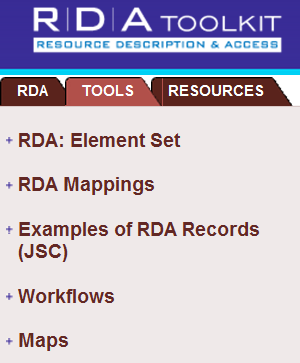 R|D|A TOOLKIT
RESOURCE DESCRIPTION & ACCESS
RDA TOOLS RESOURCES
+ RDA: Element Set
+ RDA Mappings
+ Examples of RDA Records
(JSC)
+ Workflows
+ Maps